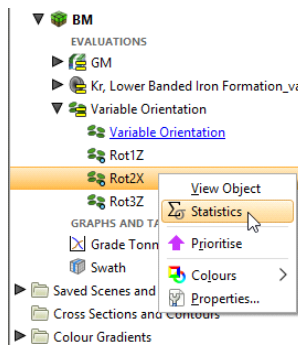 BM
EVALUATIONS
GM
Kr, Lower Banded Iron Formation_va
Variable Orientation
Variable Orientation
Rot1Z
Rot2X
View Object
Rot3Z
Statistics
GRAPHS AND TA
Grade Tonn
Prioritise
Swath
Colours
Saved Scenes and
Properties...
Cross Sections and Contours
Colour Gradients